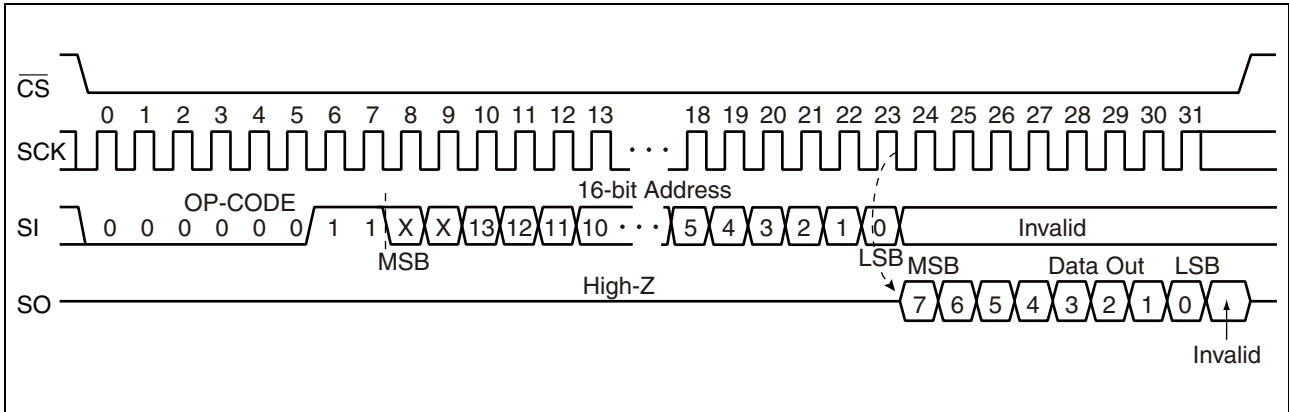 CS
0 1 2 3 4 5 6 7 8 9 10 11 12 13 18 19 20 21 22 23 24 25 26 27 28 29 30 31
SCK ···
OP-CODE 16-bit Address
SI 0 0 0 0 0 0 1 1 X X 13 12 11 10 ··· 5 4 3 2 1 0 Invalid
MSB LSB MSB Data Out LSB
High-Z
SO 7 6 5 4 3 2 1 0
Invalid